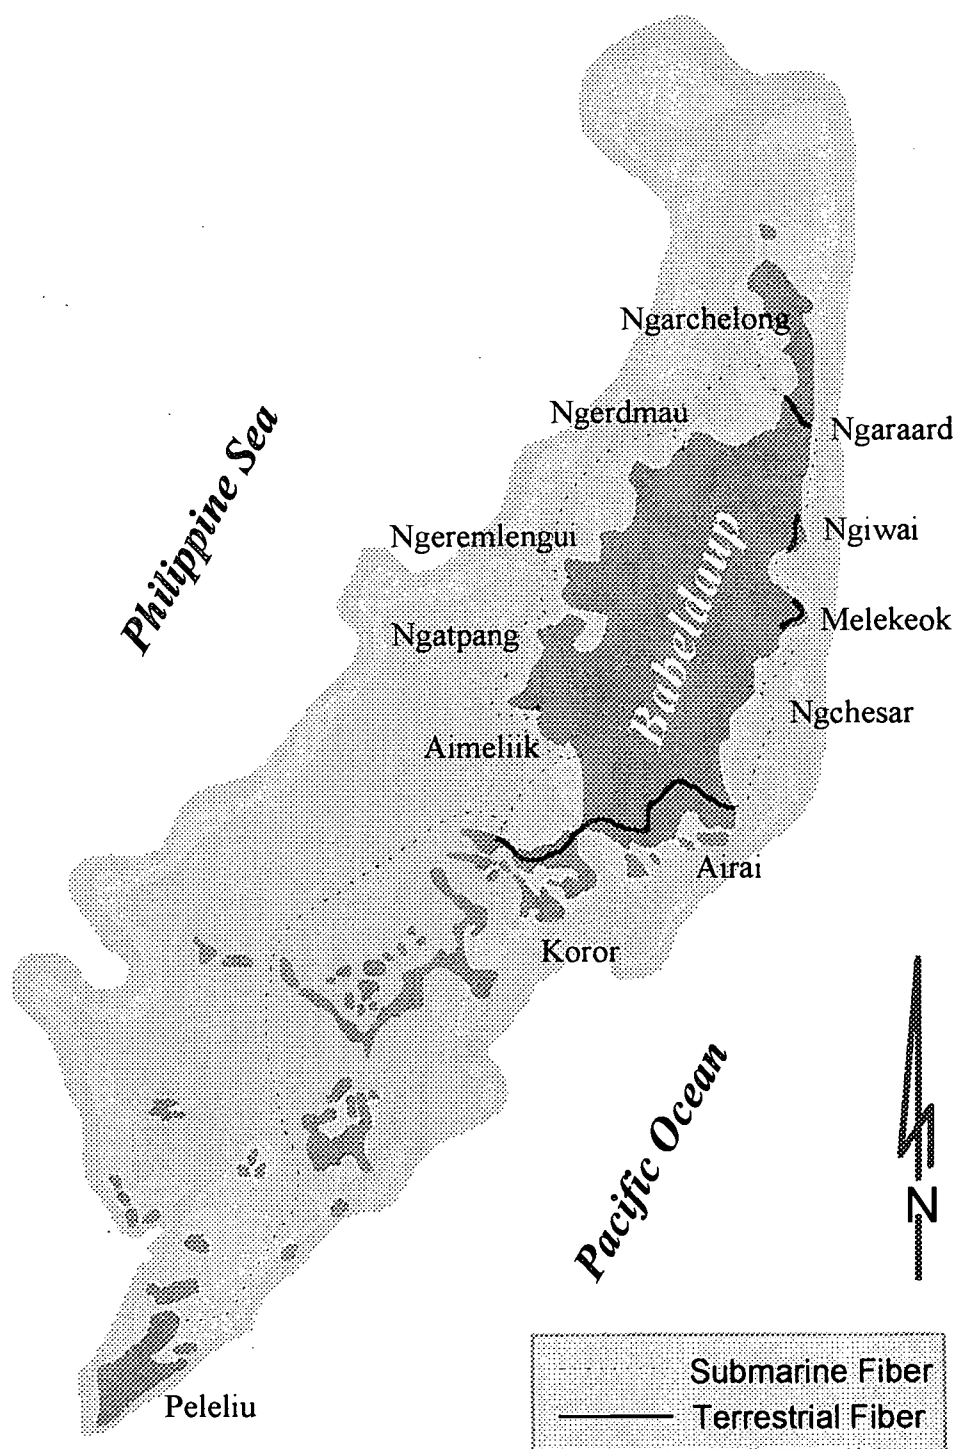 Ngarchelong
Ngerdmau
Ngaraard
Philippine Sea
Ngeremlengui
Ngiwai
Babeldaup
Ngatpang
Melekeok
Ngchesar
Aimeliik
Airai
Koror
Pacific Ocean
N
Submarine Fiber
Terrestrial Fiber
Peleliu